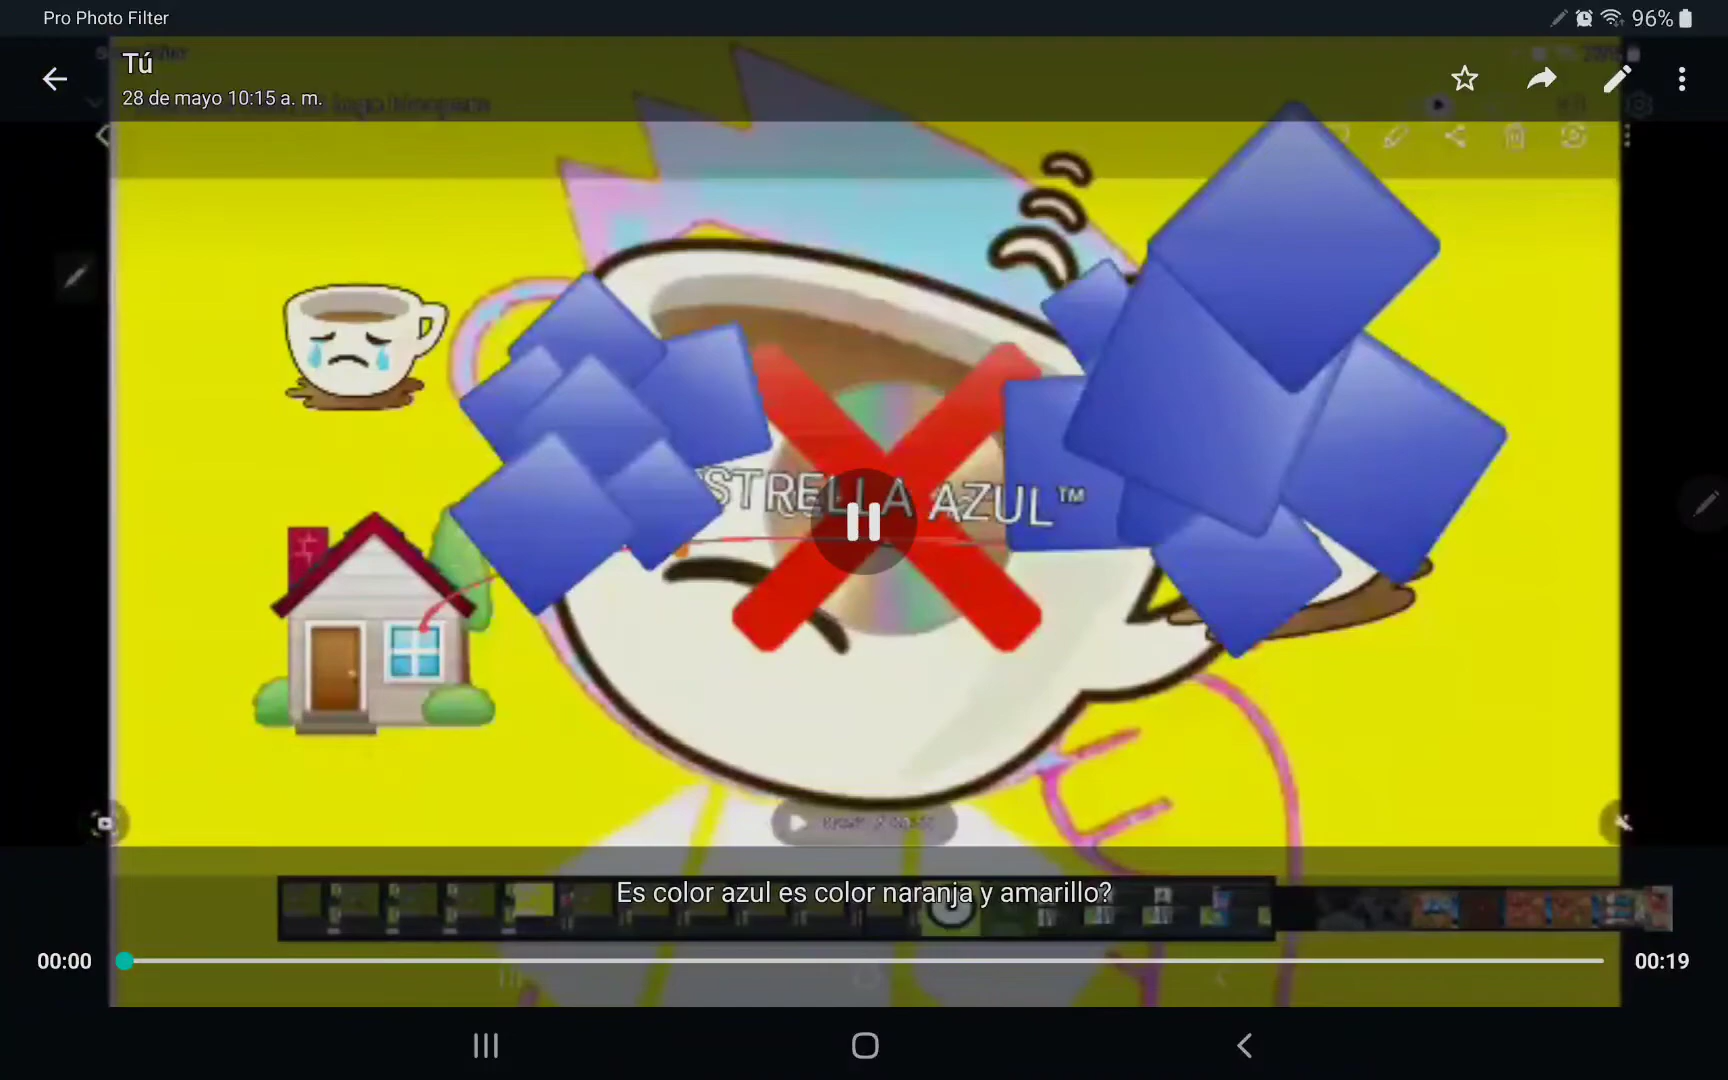 Pro Photo Filter
96%
Tú
28 de mayo 10:15 a. m.
STRELLA AZUL™
Es color azul es color naranja y amarillo?
00:00
00:19